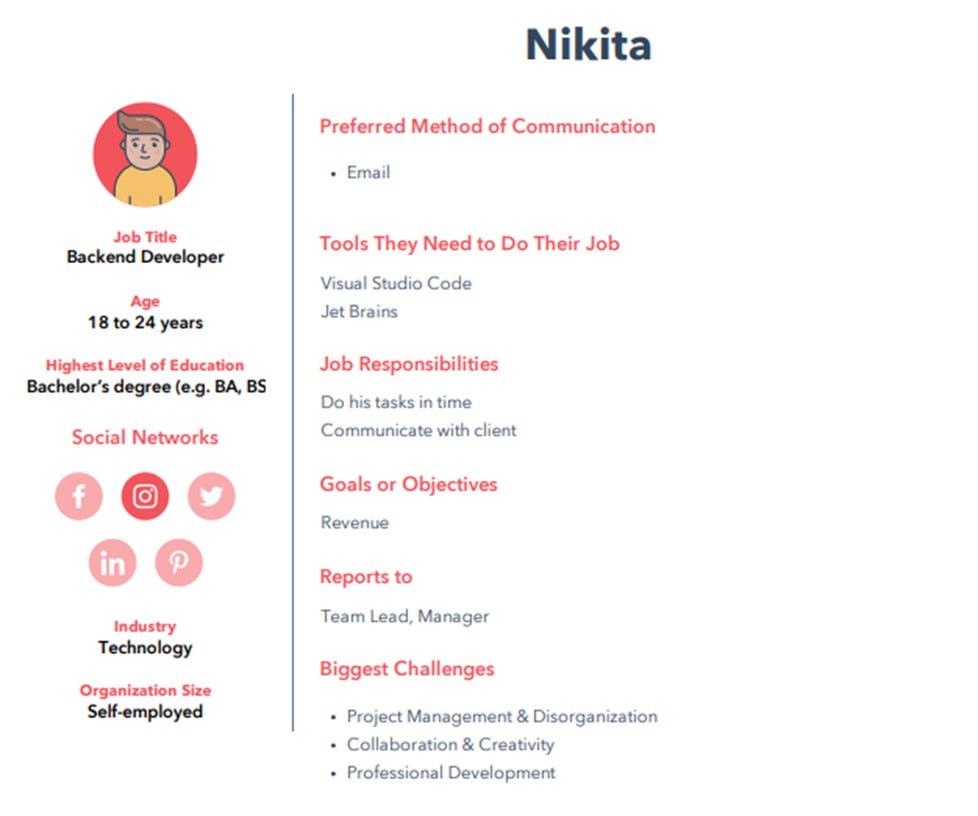 Nikita
Job Title
Backend Developer
Age
18 to 24 years
Highest Level of Education
Bachelor's degree (e.g. BA, BS
Social Networks
f
in
Industry
Technology
Organization Size
Self-employed
Preferred Method of Communication
• Email
Tools They Need to Do Their Job
Visual Studio Code
Jet Brains
Job Responsibilities
Do his tasks in time
Communicate with client
Goals or Objectives
Revenue
Reports to
Team Lead, Manager
Biggest Challenges
• Project Management & Disorganization
• Collaboration & Creativity
• Professional Development